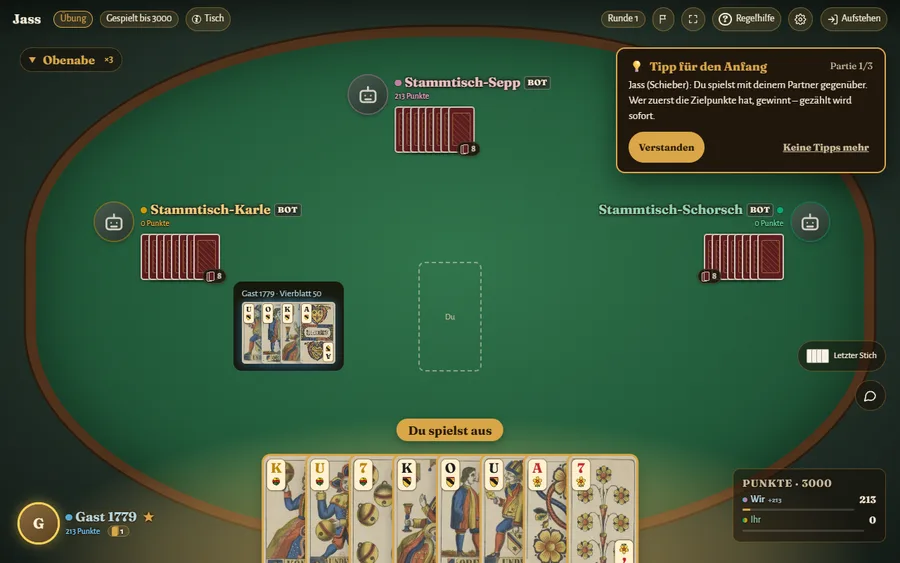 Jass
Übung
Gespielt bis 3000
Tisch
Runde 1
Regelhilfe
Aufstehen
▼ Obenabe ×3
Tipp für den Anfang
Partie 1/3
Jass (Schieber): Du spielst mit deinem Partner gegenüber.
Wer zuerst die Zielpunkte hat, gewinnt – gezählt wird
sofort.
Verstanden
Keine Tipps mehr
Stammtisch-Sepp BOT
213 Punkte
8
Stammtisch-Karle BOT
0 Punkte
8
Stammtisch-Schorsch BOT
0 Punkte
8
Gast 1779 · Vierblatt 50
U O K A
A
Du
Letzter Stich
Du spielst aus
K U 7 K O U A 7
G
Gast 1779 ★
213 Punkte
1
PUNKTE · 3000
Wir +213 213
Ihr 0